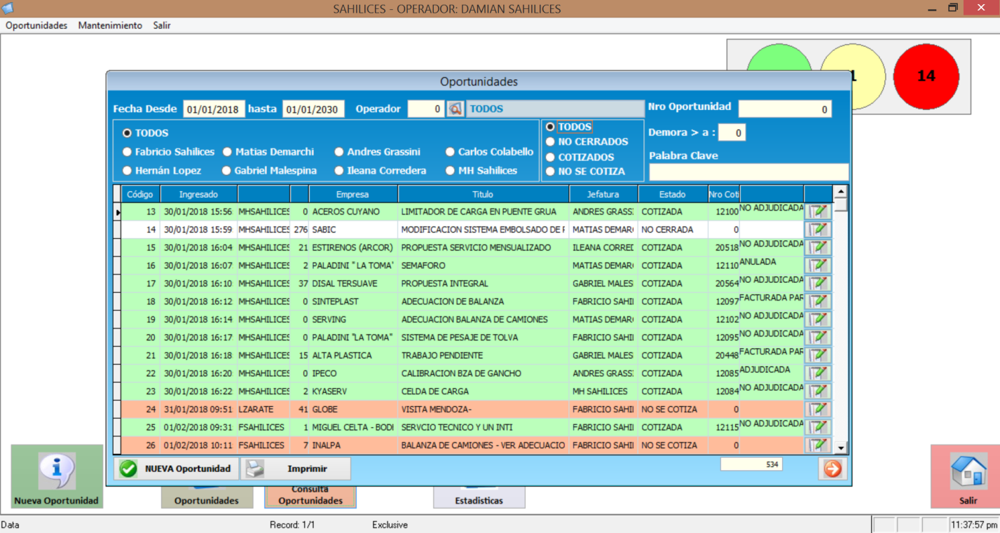 SAHILICES - OPERADOR: DAMIAN SAHILICES
Oportunidades Mantenimiento Salir
14
Oportunidades
Fecha Desde 01/01/2018 hasta 01/01/2030 Operador 0 TODOS Nro Oportunidad 0
TODOS
Fabricio Sahilices Matias Demarchi Andres Grassini Carlos Colabello
Hernán Lopez Gabriel Malespina Ileana Corredera MH Sahilices
TODOS
NO CERRADOS
COTIZADOS
NO SE COTIZA
Demora > a : 0
Palabra Clave
Código Ingresado Empresa Titulo Jefatura Estado Nro Coti
13 30/01/2018 15:56 MHSAHILICES 0 ACEROS CUYANO LIMITADOR DE CARGA EN PUENTE GRUA ANDRES GRASS: COTIZADA 12100 NO ADJUDICADA
14 30/01/2018 15:59 MHSAHILICES 276 SABIC MODIFICACION SISTEMA EMBOLSADO DE MATIAS DEMAR NO CERRADA 0
15 30/01/2018 16:04 MHSAHILICES 21 ESTIRENOS (ARCOR) PROPUESTA SERVICIO MENSUALIZADO ILEANA CORRED COTIZADA 20518 NO ADJUDICADA
16 30/01/2018 16:07 MHSAHILICES 2 PALADINI " LA TOMA" SEMAFORO MATIAS DEMAR COTIZADA 12110 ANULADA
17 30/01/2018 16:10 MHSAHILICES 37 DISAL TERSUAVE PROPUESTA INTEGRAL GABRIEL MALES COTIZADA 20564 NO ADJUDICADA
18 30/01/2018 16:12 MHSAHILICES 0 SINTEPLAST ADECUACION DE BALANZA FABRICIO SAHI COTIZADA 12097 FACTURADA PAR
19 30/01/2018 16:14 MHSAHILICES 0 SERVING ADECUACION BALANZA DE CAMIONES MATIAS DEMAR COTIZADA 12102 NO ADJUDICADA
20 30/01/2018 16:17 MHSAHILICES 0 PALADINI "LA TOMA" SISTEMA DE PESAJE DE TOLVA FABRICIO SAHI COTIZADA 12095 NO ADJUDICADA
21 30/01/2018 16:18 MHSAHILICES 15 ALTA PLASTICA TRABAJO PENDIENTE GABRIEL MALES COTIZADA 20448 FACTURADA PAR
22 30/01/2018 16:20 MHSAHILICES 0 IPECO CALIBRACION BZA DE GANCHO ANDRES GRASS: COTIZADA 12085 ADJUDICADA
23 30/01/2018 16:22 MHSAHILICES 2 KYASERV CELDA DE CARGA MH SAHILICES COTIZADA 12084 NO ADJUDICADA
24 31/01/2018 09:51 LZARATE 41 GLOBE VISITA MENDOZA- FABRICIO SAHI NO SE COTIZA 0
25 01/02/2018 09:31 FSAHILICES 1 MIGUEL CELTA - BODI SERVCIO TECNICO Y UN INTI FABRICIO SAHI COTIZADA 12115 NO ADJUDICADA
26 01/02/2018 10:11 FSAHILICES 7 INALPA BALANZA DE CAMIONES - VER ADECUACIO FABRICIO SAHI NO SE COTIZA 0
NUEVA Oportunidad Imprimir 534
Nueva Oportunidad
Oportunidades
Consulta
Oportunidades
Estadisticas
Salir
Data Record: 1/1 Exclusive 11:37:57 pm